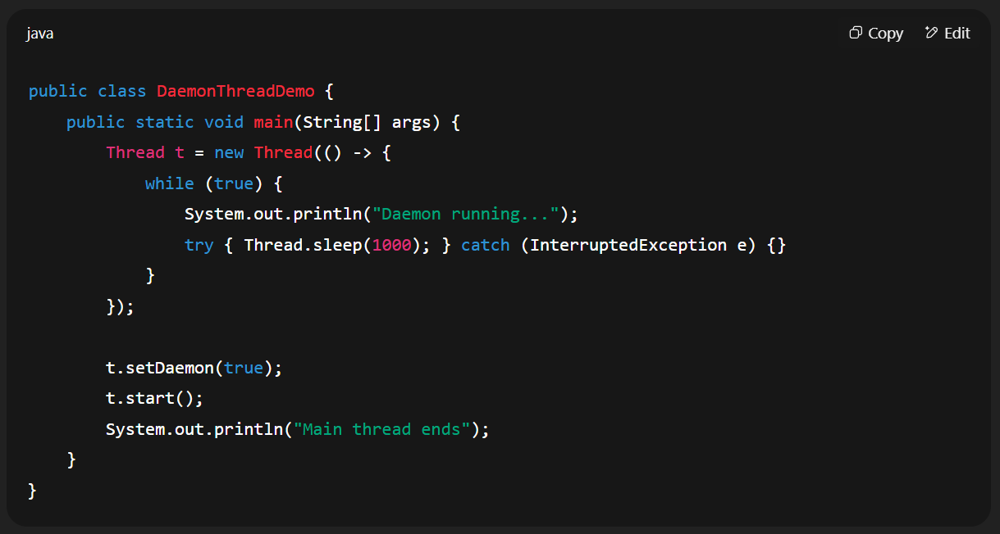 java
Copy Edit
public class DaemonThreadDemo {
    public static void main(String[] args) {
        Thread t = new Thread(() -> {
            while (true) {
                System.out.println("Daemon running...");
                try { Thread.sleep(1000); } catch (InterruptedException e) {}
            }
        });

        t.setDaemon(true);
        t.start();
        System.out.println("Main thread ends");
    }
}